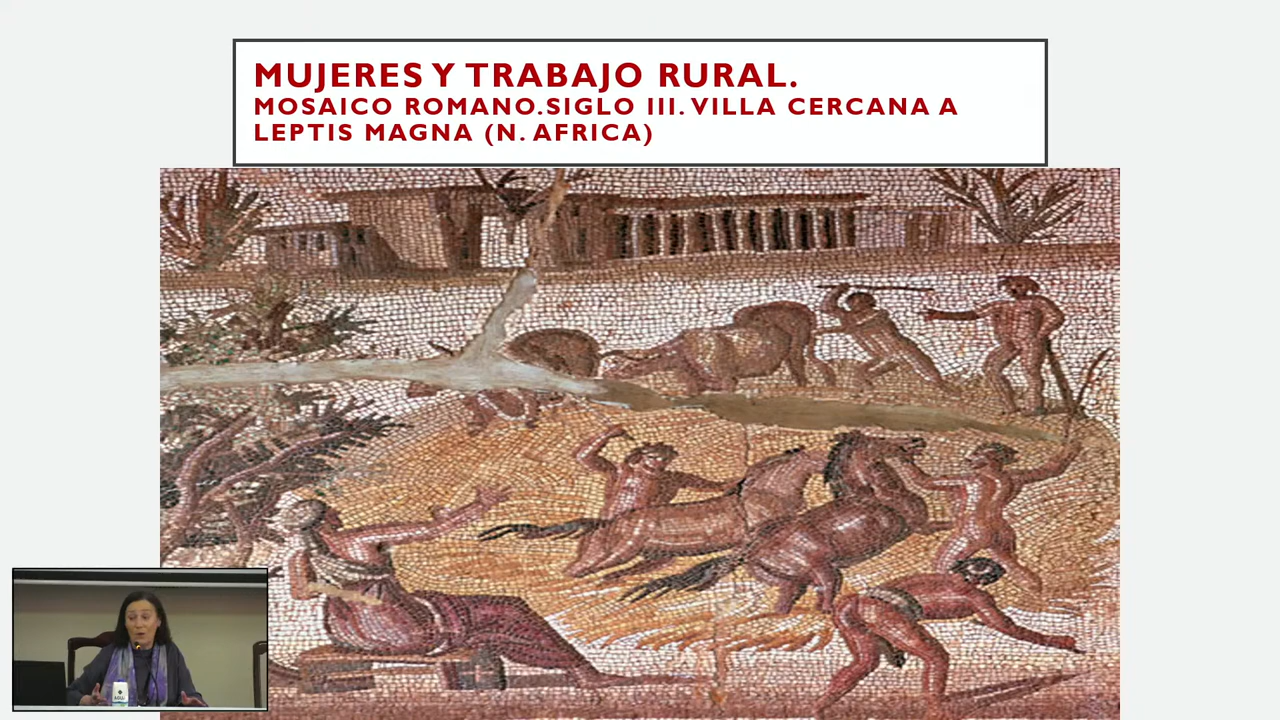 MUJERES Y TRABAJO RURAL.
MOSAICO ROMANO.SIGLO III. VILLA CERCANA A
LEPTIS MAGNA (N. AFRICA)